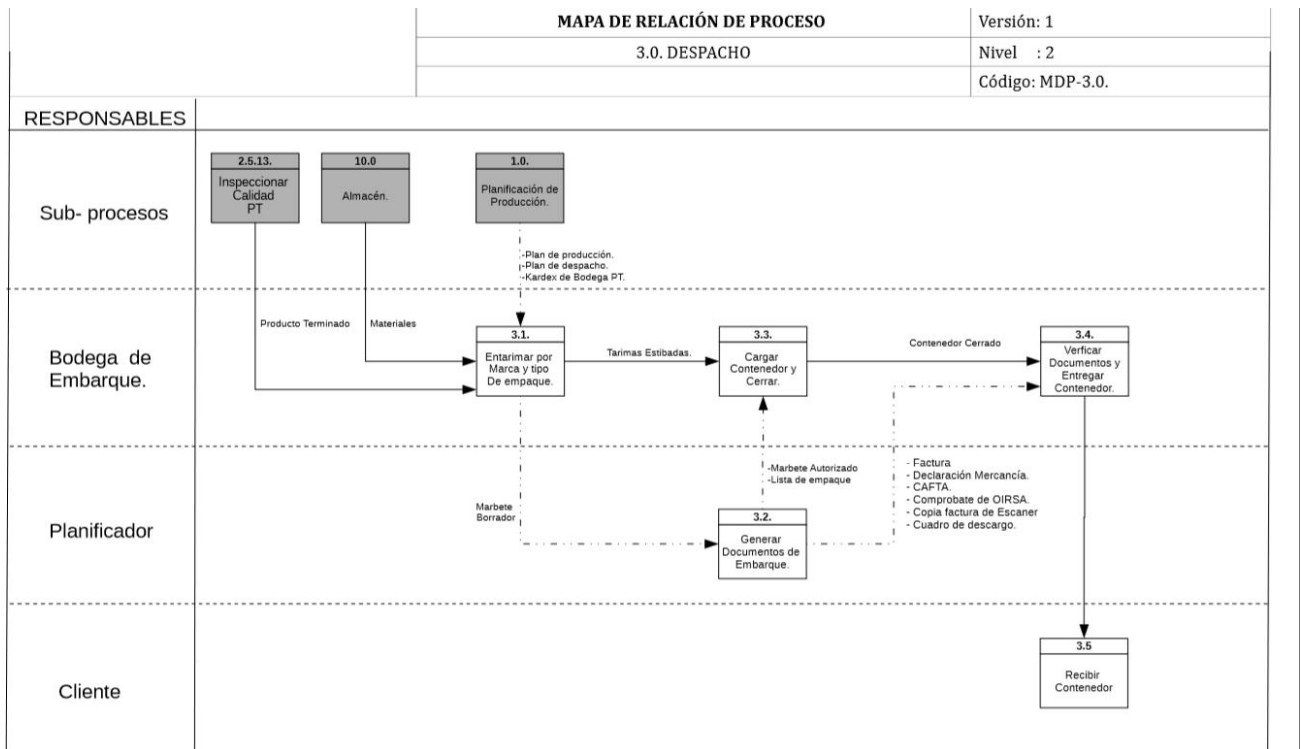 MAPA DE RELACIÓN DE PROCESO
Versión: 1
3.0. DESPACHO
Nivel : 2
Código: MDP-3.0.
RESPONSABLES
Sub- procesos
2.5.13.
Inspeccionar
Calidad
PT
10.0
Almacén.
1.0.
Planificación de
Producción.
-Plan de producción.
-Plan de despacho.
-Kardex de Bodega PT.
Bodega de
Embarque.
Producto Terminado
Materiales
3.1.
Entarimar por
Marca y tipo
De empaque.
Tarimas Estibadas.
3.3.
Cargar
Contenedor y
Cerrar.
Contenedor Cerrado
3.4.
Verficar
Documentos y
Entregar
Contenedor.
Planificador
Marbete
Borrador
-Marbete Autorizado
-Lista de empaque
3.2.
Generar
Documentos de
Embarque.
- Factura
- Declaración Mercancía.
- CAFTA.
- Comprobate de OIRSA.
- Copia factura de Escaner
- Cuadro de descargo.
Cliente
3.5
Recibir
Contenedor